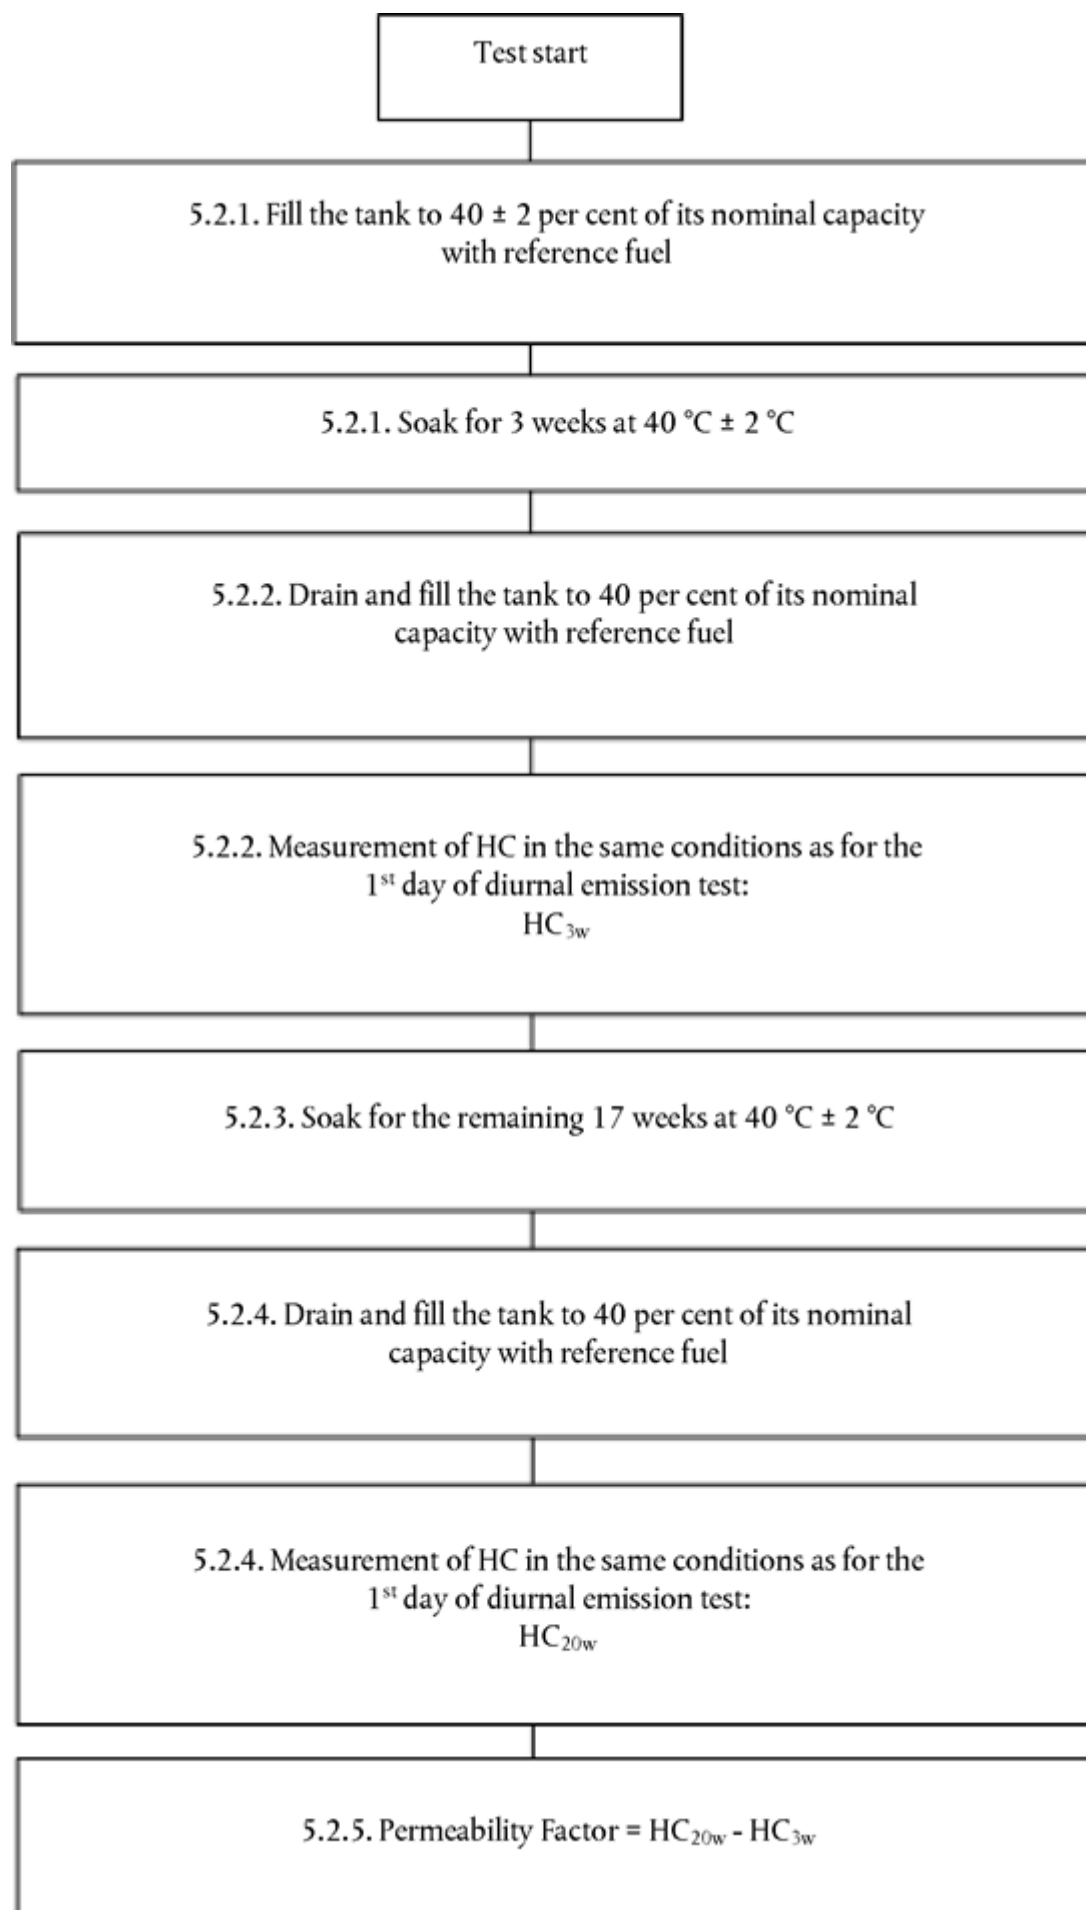 Test start
5.2.1. Fill the tank to 40 ± 2 per cent of its nominal capacity
with reference fuel
5.2.1. Soak for 3 weeks at 40 °C ± 2 °C
5.2.2. Drain and fill the tank to 40 per cent of its nominal
capacity with reference fuel
5.2.2. Measurement of HC in the same conditions as for the
1st day of diurnal emission test:
HC3w
5.2.3. Soak for the remaining 17 weeks at 40 °C ± 2 °C
5.2.4. Drain and fill the tank to 40 per cent of its nominal
capacity with reference fuel
5.2.4. Measurement of HC in the same conditions as for the
1st day of diurnal emission test:
HC20w
5.2.5. Permeability Factor = HC20w - HC3w